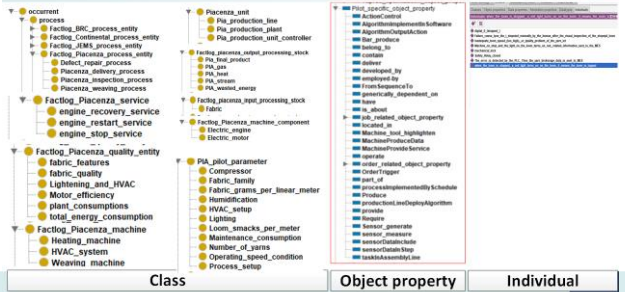 occurrent
process
Factlog_BRC_process_entity
Factlog_Continental_process_entity
Factlog_JEMS_process_entity
Factlog_Piacenza_process_entity
Defect_repair_process
Piacenza_delivery_process
Piacenza_inspection_process
Piacenza_weaving_process
Factlog_Piacenza_service
engine_recovery_service
engine_restart_service
engine_stop_service
Factlog_Piacenza_quality_entity
fabric_features
fabric_quality
Lightening_and_HVAC
Motor_efficiency
plant_consumptions
total_energy_consumption
Factlog_Piacenza_machine
Heating_machine
HVAC_system
Weaving_machine
Piacenza_unit
Pia_production_line
Pia_production_plant
Pia_production_unit_controller
Factlog_piacenza_output_processing_stock
Pia_final_product
PIA_gas
PIA_heat
PIA_stream
PIA_wasted_energy
Factlog_piacenza_input_processing_stock
Fabric
Factlog_Piacenza_machine_component
Electric_engine
Electric_motor
PIA_pilot_parameter
Compressor
Fabric_family
Fabric_grams_per_linear_meter
Humidification
HVAC_setup
Lighting
Loom_smacks_per_meter
Maintenance_consumption
Number_of_yarns
Operating_speed_condition
Process_setup
Class
Pilot_specific_object_property
ActionControl
AlgorithmImplementInSoftware
AlgorithmOutputAction
Bar_produce
belong_to
contain
deliver
developed_by
employed-by
FromSequenceTo
generically_dependent_on
have
is_about
job_related_object_property
located_in
Machine_tool_highlighten
MachineProduceData
MachineProvideService
operate
order_related_object_property
OrderTrigger
part_of
processImplementedBySchedule
Produce
productionLineDeployAlgorithm
provide
Require
Sensor_generate
sensor_measure
sensorDataInclude
sensorDataInStep
taskInAssemblyLine
Object property
Individual